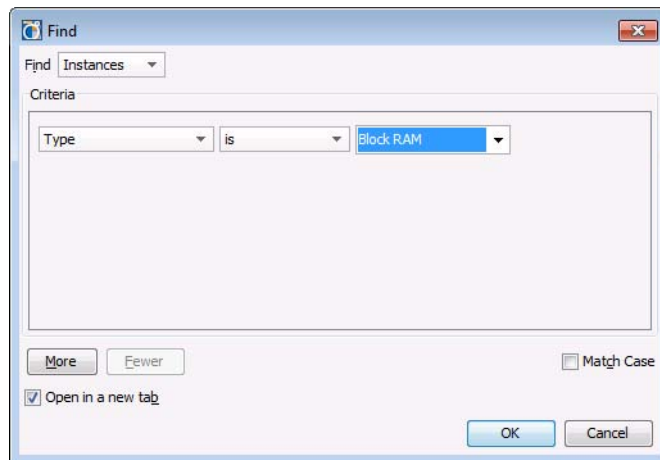 Find
Find Instances
Criteria
Type is Block RAM
More Fewer Match Case
Open in a new tab
OK Cancel